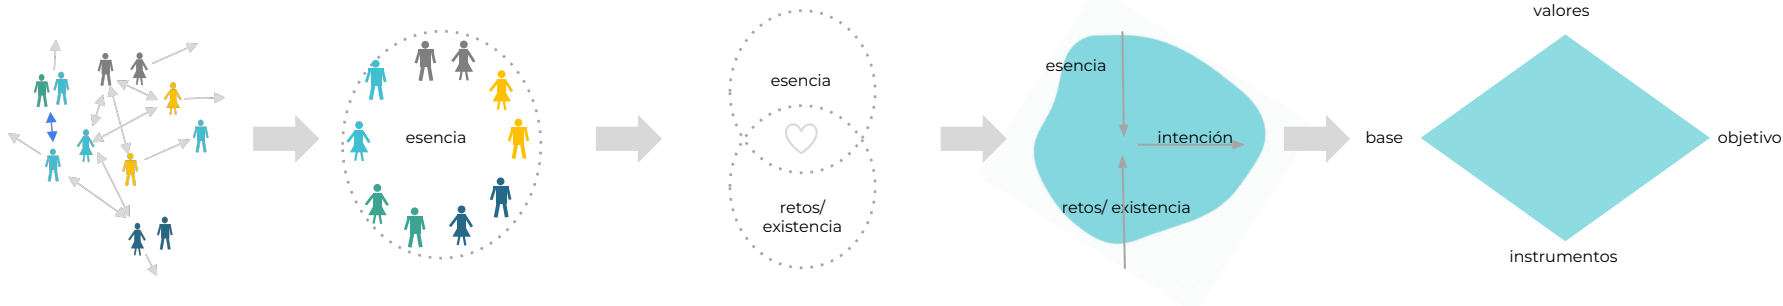 esencia
esencia
retos/
existencia
esencia
intención
retos/ existencia
valores
base
objetivo
instrumentos